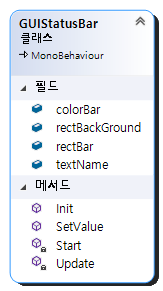 GUIStatusBar
클래스
MonoBehaviour
필드
colorBar
rectBackGround
rectBar
textName
메서드
Init
SetValue
Start
Update